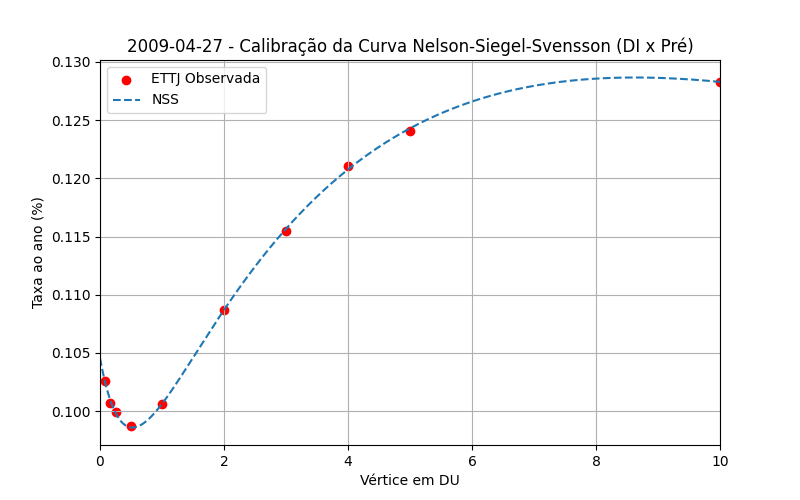 2009-04-27 - Calibração da Curva Nelson-Siegel-Svensson (DI x Pré)
ETTJ Observada
NSS
Taxa ao ano (%)
0.130
0.125
0.120
0.115
0.110
0.105
0.100
0 2 4 6 8 10
Vértice em DU